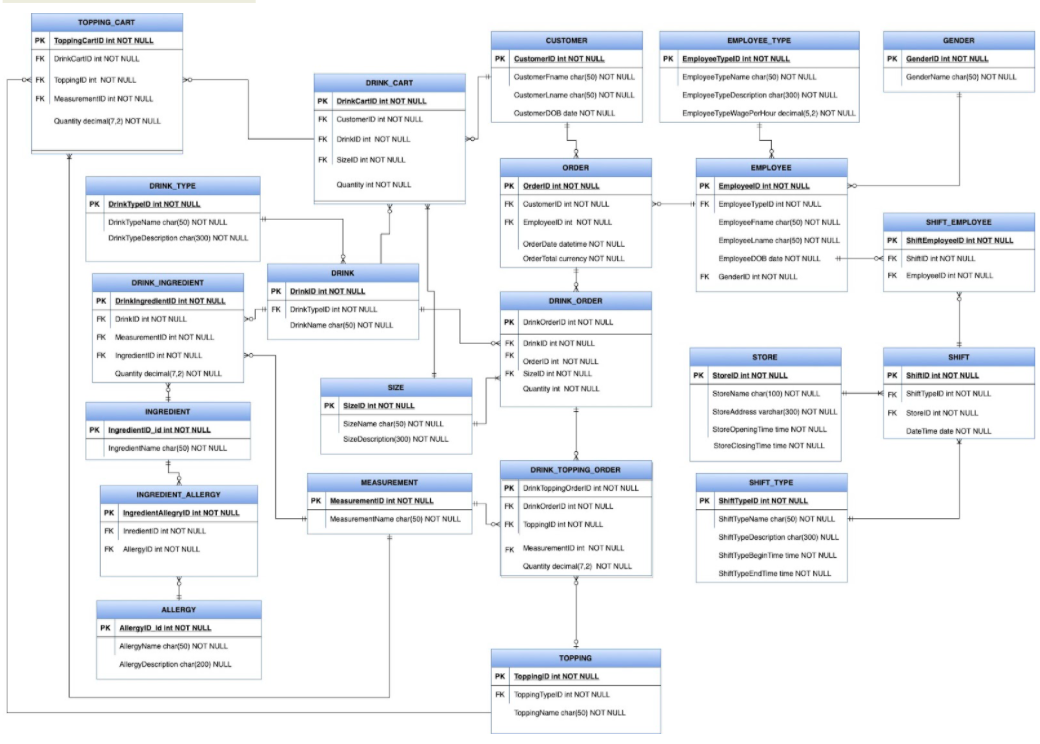 TOPPING_CART
PK ToppingCartID int NOT NULL
FK DrinkCartID int NOT NULL
FK ToppingID int NOT NULL
FK MeasurementID int NOT NULL
Quantity decimal(7,2) NOT NULL
DRINK_CART
PK DrinkCartID int NOT NULL
FK CustomerID int NOT NULL
FK DrinkID int NOT NULL
FK SizeID int NOT NULL
Quantity int NOT NULL
CUSTOMER
PK CustomerID int NOT NULL
CustomerFname char(50) NOT NULL
CustomerLname char(50) NOT NULL
CustomerDOB date NOT NULL
EMPLOYEE_TYPE
PK EmployeeTypeID int NOT NULL
EmployeeTypeName char(50) NOT NULL
EmployeeTypeDescription char(300) NOT NULL
EmployeeTypeWagePerHour decimal(5,2) NOT NULL
GENDER
PK GenderID int NOT NULL
GenderName char(50) NOT NULL
DRINK_TYPE
PK DrinkTypeID int NOT NULL
DrinkTypeName char(50) NOT NULL
DrinkTypeDescription char(300) NOT NULL
ORDER
PK OrderID int NOT NULL
FK CustomerID int NOT NULL
FK EmployeeID int NOT NULL
OrderDate datetime NOT NULL
OrderTotal currency NOT NULL
EMPLOYEE
PK EmployeeID int NOT NULL
FK EmployeeTypeID int NOT NULL
EmployeeFname char(50) NOT NULL
EmployeeLname char(50) NOT NULL
EmployeeDOB date NOT NULL
FK GenderID int NOT NULL
SHIFT_EMPLOYEE
PK ShiftEmployeeID int NOT NULL
FK ShiftID int NOT NULL
FK EmployeeID int NOT NULL
DRINK_INGREDIENT
PK DrinkIngredientID int NOT NULL
FK DrinkID int NOT NULL
FK MeasurementID int NOT NULL
FK IngredientID int NOT NULL
Quantity decimal(7,2) NOT NULL
DRINK
PK DrinkID int NOT NULL
FK DrinkTypeID int NOT NULL
DrinkName char(50) NOT NULL
DRINK_ORDER
PK DrinkOrderID int NOT NULL
FK DrinkID int NOT NULL
FK
OrderID int NOT NULL
FK SizeID int NOT NULL
Quantity int NOT NULL
STORE
PK StoreID int NOT NULL
StoreName char(100) NOT NULL
StoreAddress varchar(300) NOT NULL
StoreOpeningTime time NOT NULL
StoreClosingTime time NOT NULL
SHIFT
PK ShiftID int NOT NULL
FK ShiftTypeID int NOT NULL
FK StoreID int NOT NULL
DateTime date NOT NULL
SIZE
PK SizeID int NOT NULL
SizeName char(50) NOT NULL
SizeDescription(300) NOT NULL
INGREDIENT
PK IngredientID_id int NOT NULL
IngredientName char(50) NOT NULL
MEASUREMENT
PK MeasurementID int NOT NULL
MeasurementName char(50) NOT NULL
DRINK_TOPPING_ORDER
PK DrinkToppingOrderID int NOT NULL
FK DrinkOrderID int NOT NULL
FK ToppingID int NOT NULL
FK MeasurementID int NOT NULL
Quantity decimal(7,2) NOT NULL
SHIFT_TYPE
PK ShiftTypeID int NOT NULL
ShiftTypeName char(50) NOT NULL
ShiftTypeDescription char(300) NULL
ShiftTypeBeginTime time NOT NULL
ShiftTypeEndTime time NOT NULL
INGREDIENT_ALLERGY
PK IngredientAllegryID int NOT NULL
FK InredientID int NOT NULL
FK AllergyID int NOT NULL
ALLERGY
PK AllergyID_id int NOT NULL
AllergyName char(50) NOT NULL
AllergyDescription char(200) NULL
TOPPING
PK ToppingID int NOT NULL
FK ToppingTypeID int NOT NULL
ToppingName char(50) NOT NULL